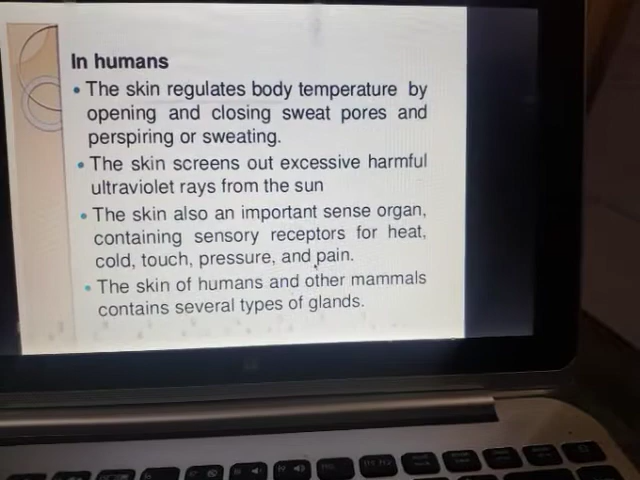 In humans
• The skin regulates body temperature by
opening and closing sweat pores and
perspiring or sweating.
• The skin screens out excessive harmful
ultraviolet rays from the sun
• The skin also an important sense organ,
containing sensory receptors for heat,
cold, touch, pressure, and pain.
• The skin of humans and other mammals
contains several types of glands.